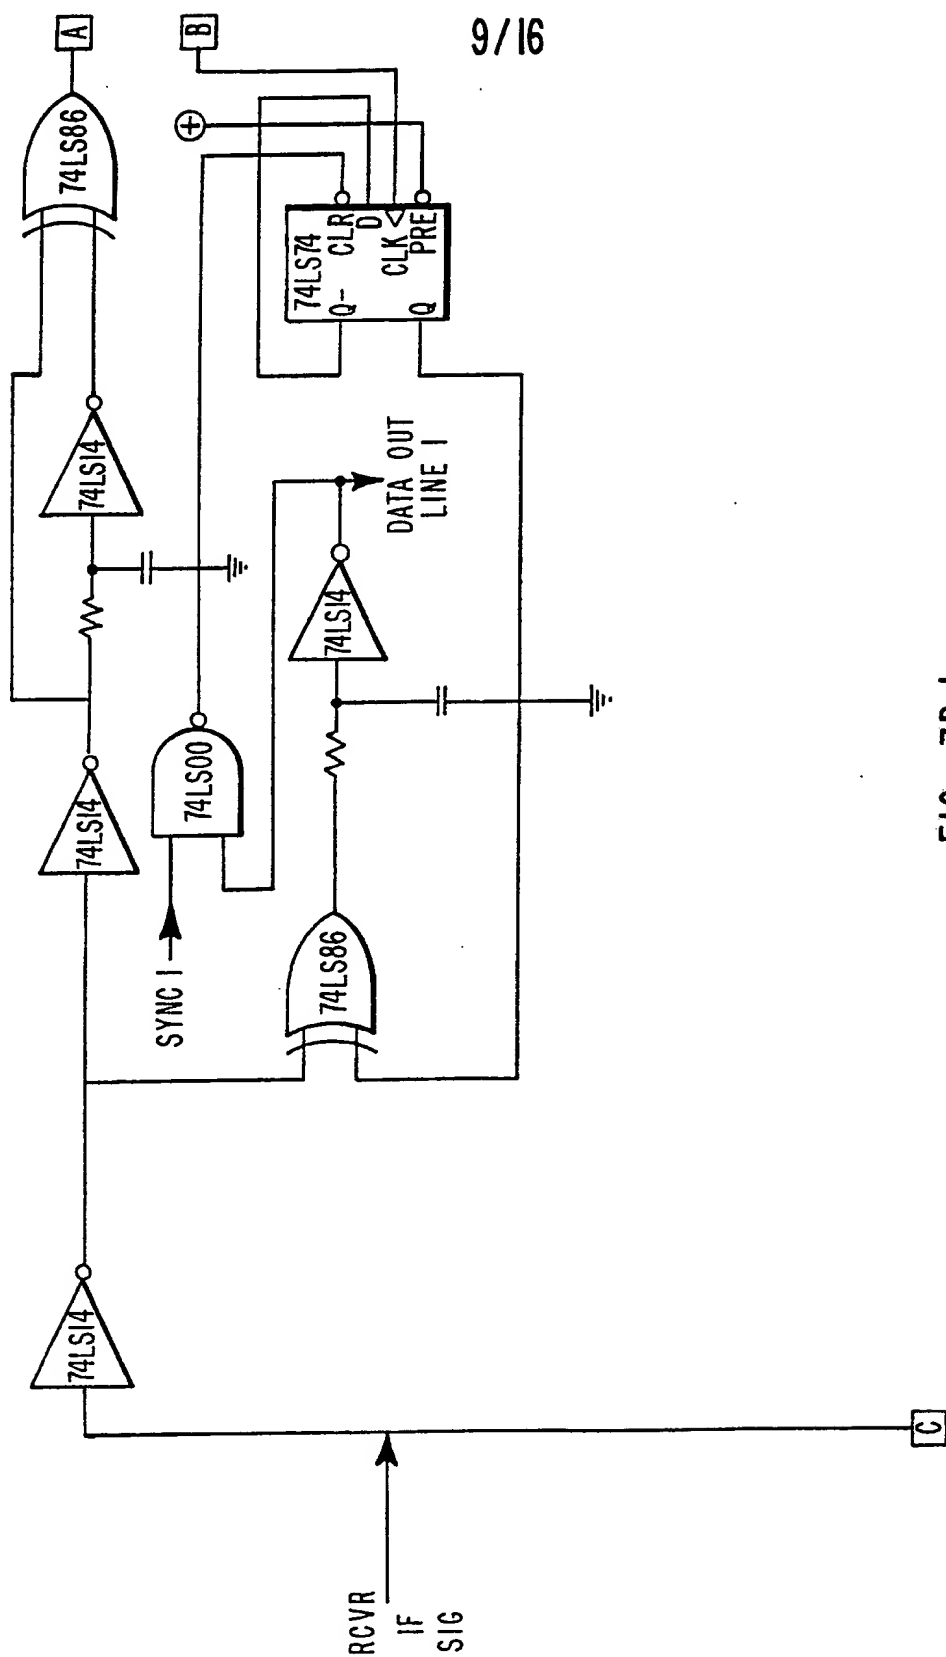 9/16
A
B
74LS86
74LS74
CLR
D
CLK
PRE
Q-
Q
74LS14
DATA OUT
LINE 1
74LS14
74LS14
74LS00
SYNC 1
74LS86
74LS14
RCVR
IF
SIG
C